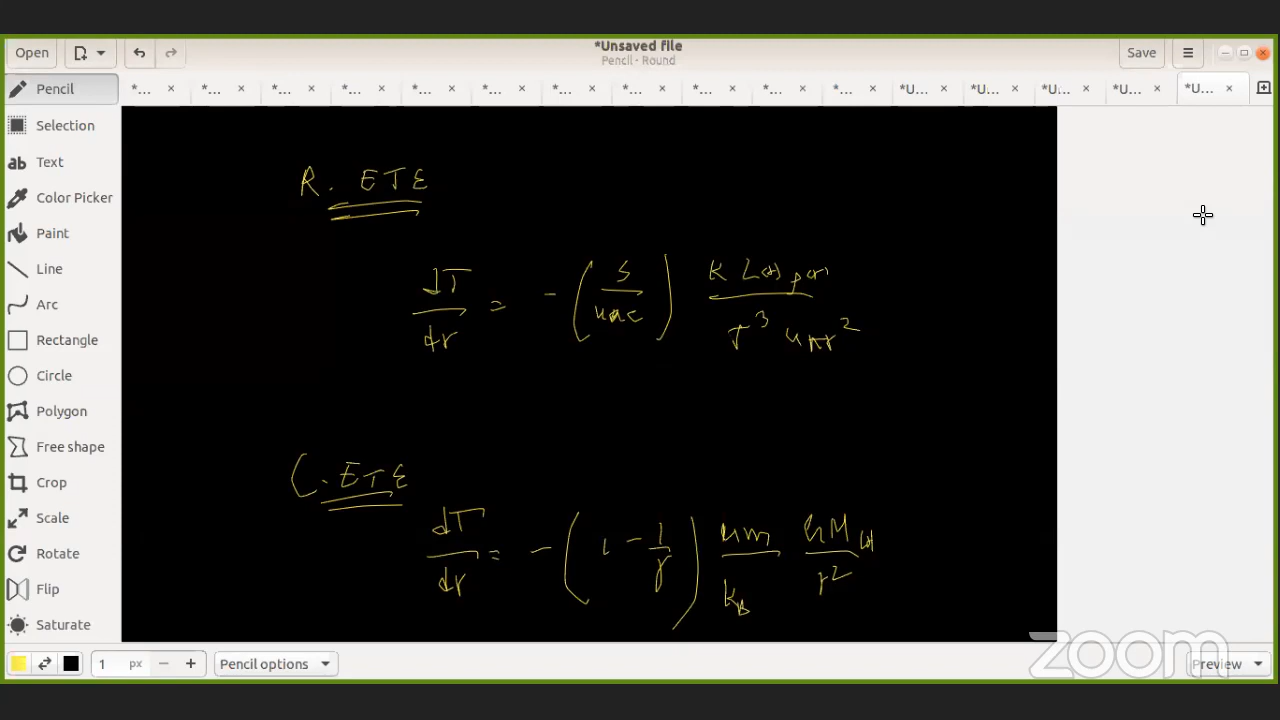 *Unsaved file
Pencil · Round
Open
Save
*...
*...
*...
*...
*...
*...
*...
*...
*...
*...
*...
*U...
*U...
*U...
*U...
*U...
Pencil
Selection
Text
Color Picker
Paint
Line
Arc
Rectangle
Circle
Polygon
Free shape
Crop
Scale
Rotate
Flip
Saturate
R. ETE
dT/dr = - (3/4ac) K L(r) ρ(r) / T³ 4πr²
C. ETE
dT/dr = - (1 - 1/γ) μm/k_B GM(r)/r²
1 px
Pencil options
Preview
zoom